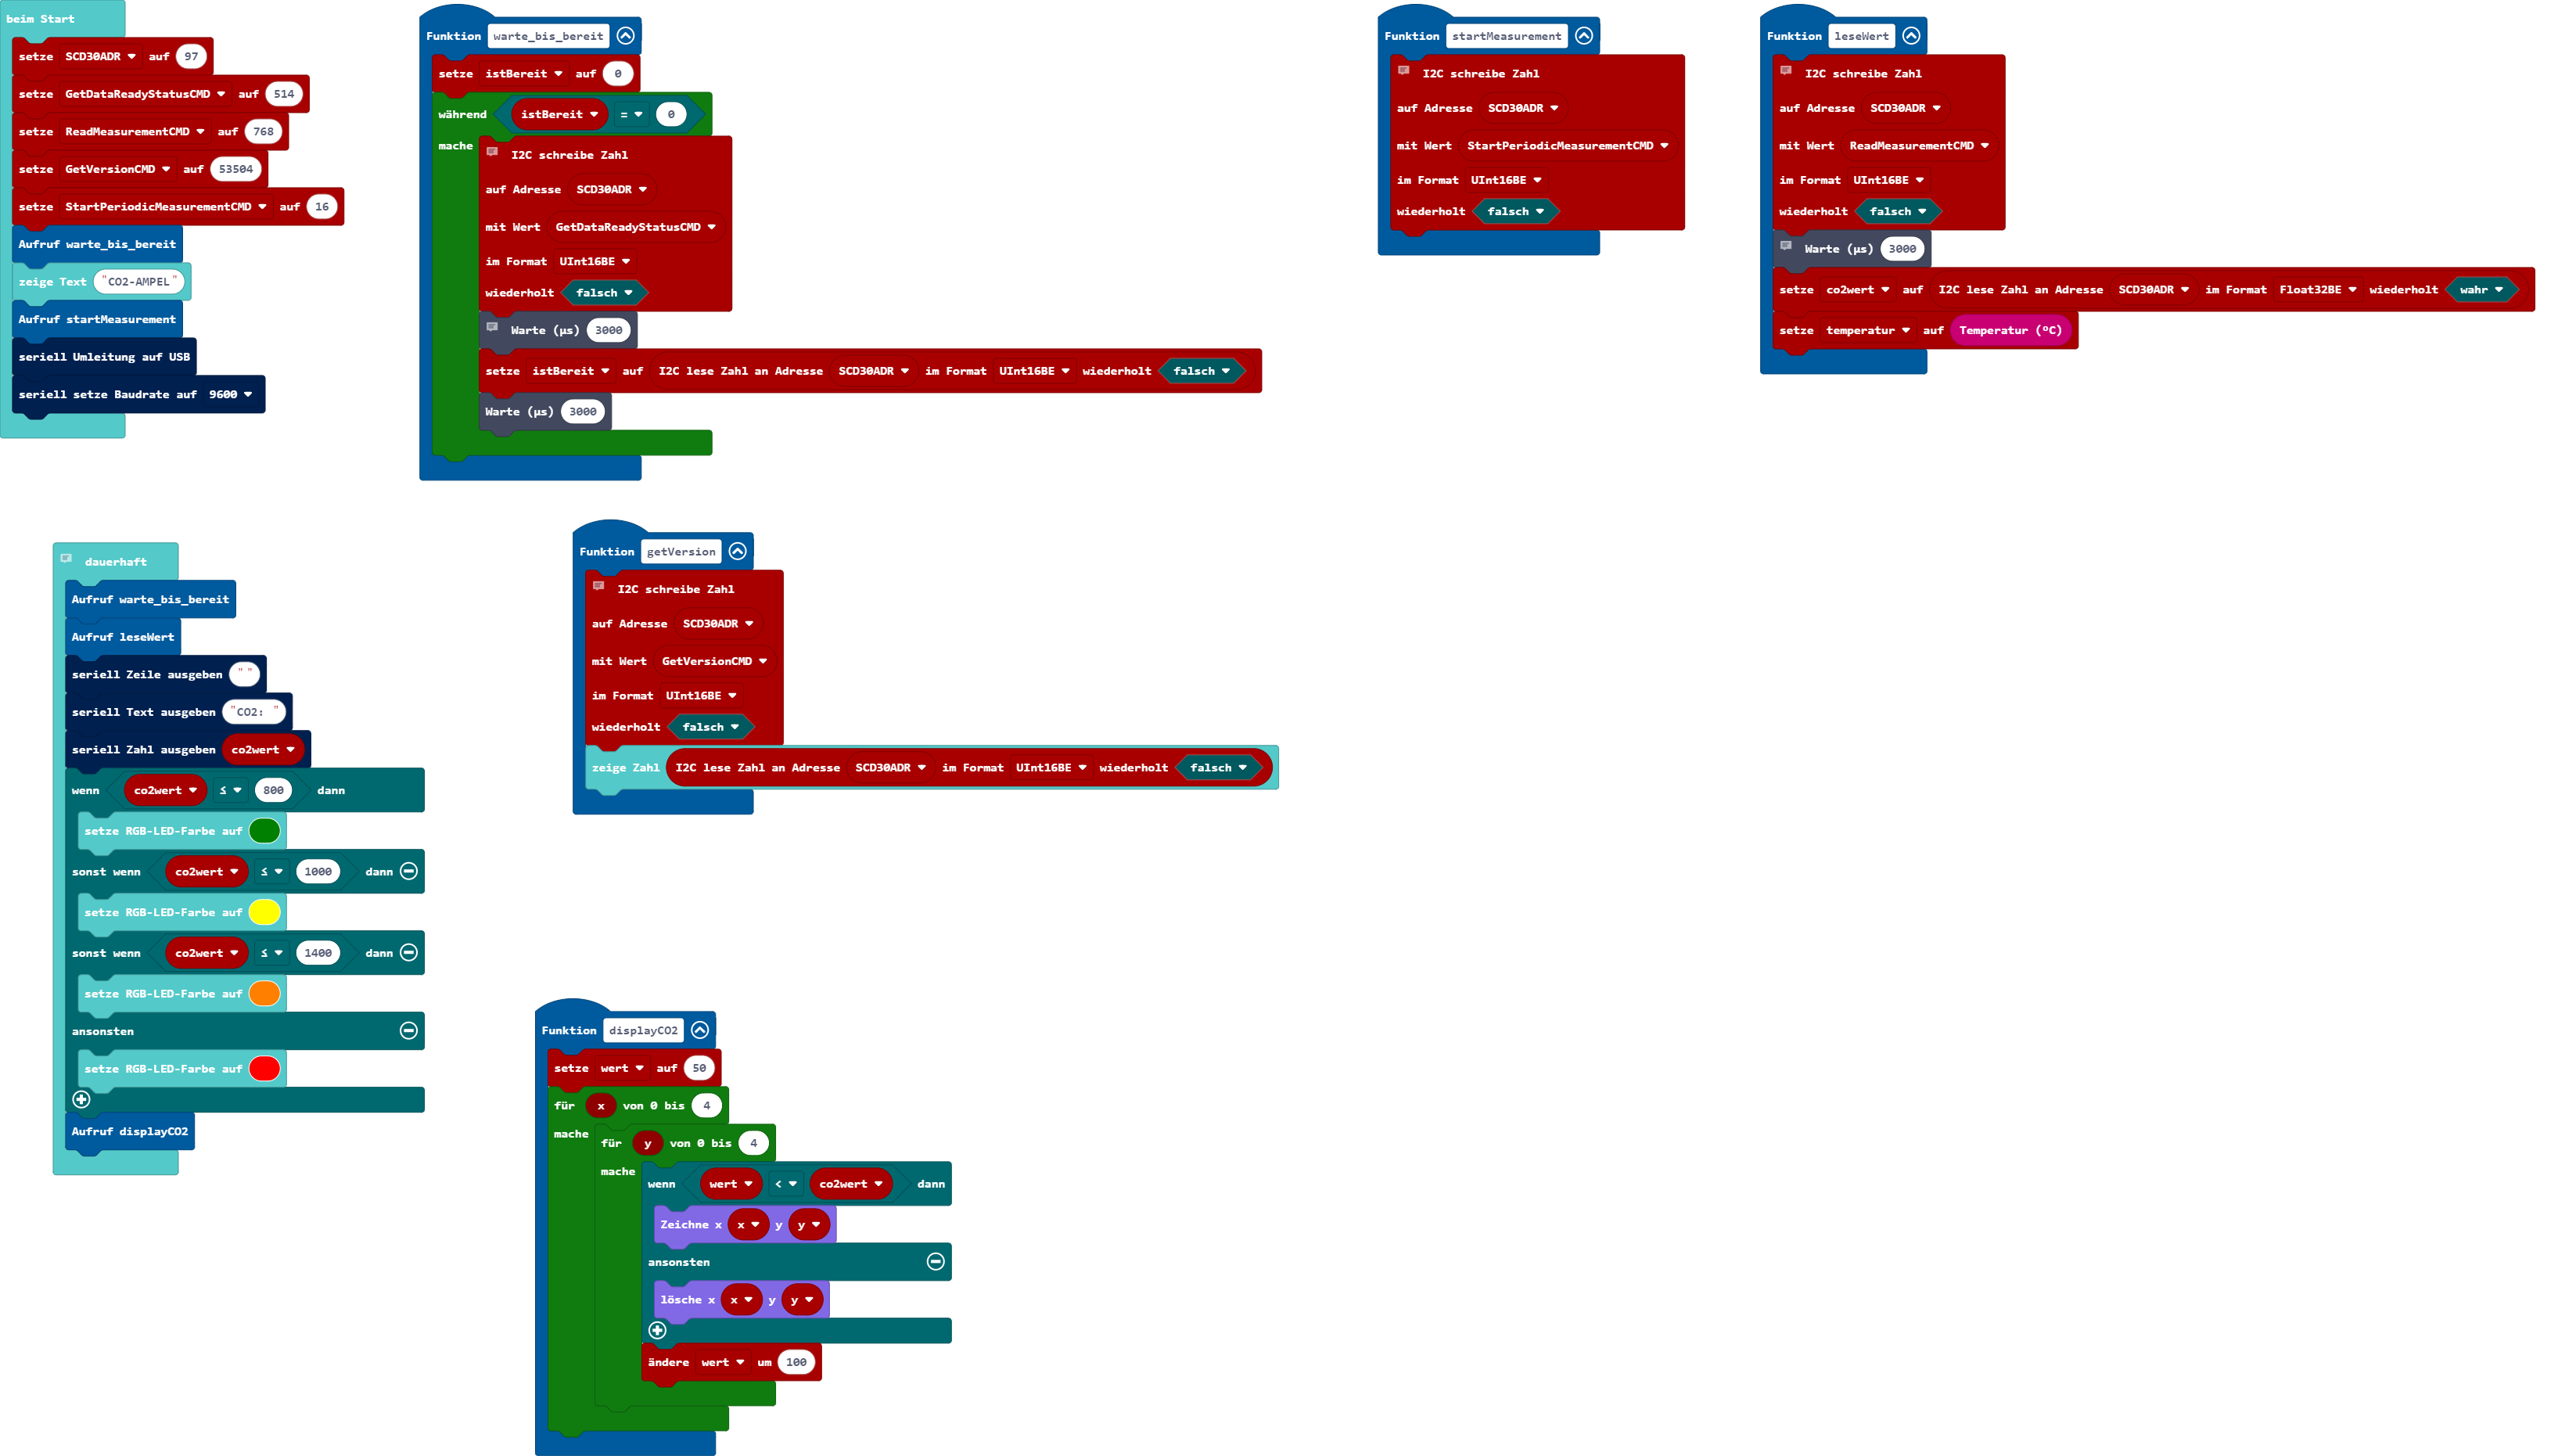 beim Start
setze SCD30ADR auf 97
setze GetDataReadyStatusCMD auf 514
setze ReadMeasurementCMD auf 768
setze GetVersionCMD auf 53504
setze StartPeriodicMeasurementCMD auf 16
Aufruf warte_bis_bereit
zeige Text "CO2-AMPEL"
Aufruf startMeasurement
seriell Umleitung auf USB
seriell setze Baudrate auf 9600
Funktion warte_bis_bereit
setze istBereit auf 0
während istBereit = 0
mache
I2C schreibe Zahl
auf Adresse SCD30ADR
mit Wert GetDataReadyStatusCMD
im Format UInt16BE
wiederholt falsch
Warte (µs) 3000
setze istBereit auf I2C lese Zahl an Adresse SCD30ADR im Format UInt16BE wiederholt falsch
Warte (µs) 3000
Funktion startMeasurement
I2C schreibe Zahl
auf Adresse SCD30ADR
mit Wert StartPeriodicMeasurementCMD
im Format UInt16BE
wiederholt falsch
Funktion leseWert
I2C schreibe Zahl
auf Adresse SCD30ADR
mit Wert ReadMeasurementCMD
im Format UInt16BE
wiederholt falsch
Warte (µs) 3000
setze co2wert auf I2C lese Zahl an Adresse SCD30ADR im Format Float32BE wiederholt wahr
setze temperatur auf Temperatur (°C)
dauerhaft
Aufruf warte_bis_bereit
Aufruf leseWert
seriell Zeile ausgeben " "
seriell Text ausgeben "CO2: "
seriell Zahl ausgeben co2wert
wenn co2wert ≤ 800 dann
setze RGB-LED-Farbe auf
sonst wenn co2wert ≤ 1000 dann
setze RGB-LED-Farbe auf
sonst wenn co2wert ≤ 1400 dann
setze RGB-LED-Farbe auf
ansonsten
setze RGB-LED-Farbe auf
Aufruf displayCO2
Funktion getVersion
I2C schreibe Zahl
auf Adresse SCD30ADR
mit Wert GetVersionCMD
im Format UInt16BE
wiederholt falsch
zeige Zahl I2C lese Zahl an Adresse SCD30ADR im Format UInt16BE wiederholt falsch
Funktion displayCO2
setze wert auf 50
für x von 0 bis 4
mache
für y von 0 bis 4
mache
wenn wert < co2wert dann
Zeichne x x y y
ansonsten
lösche x x y y
ändere wert um 100